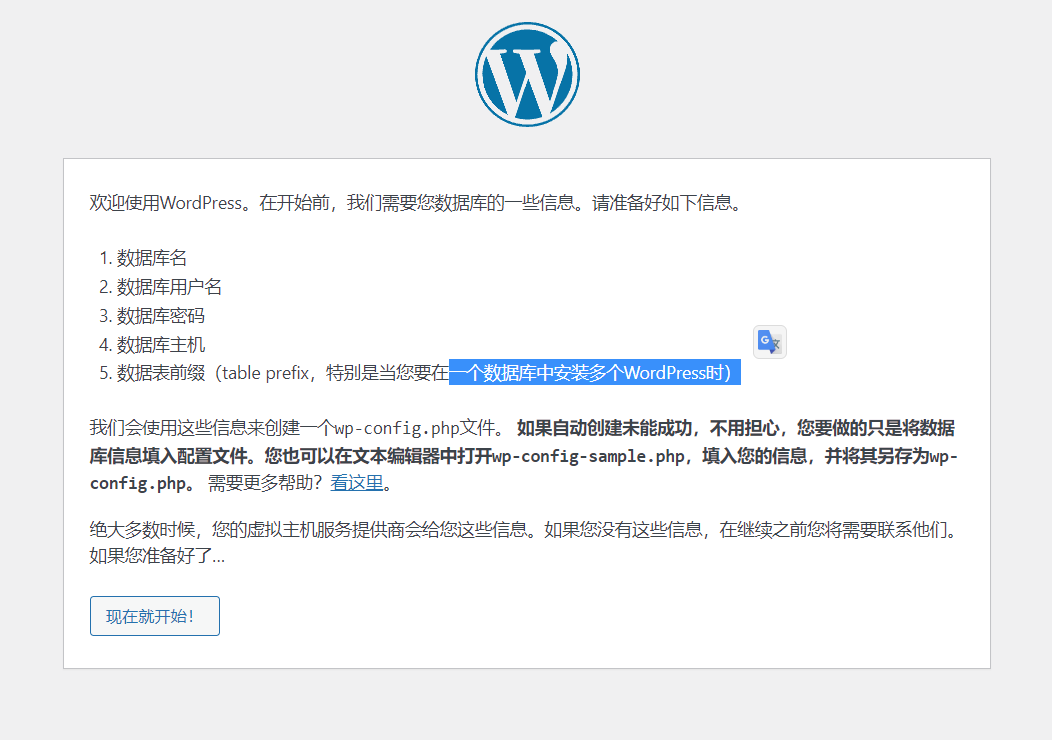 欢迎使用WordPress。在开始前，我们需要您数据库的一些信息。请准备好如下信息。
1. 数据库名
2. 数据库用户名
3. 数据库密码
4. 数据库主机
5. 数据表前缀（table prefix，特别是当您要在一个数据库中安装多个WordPress时）
我们会使用这些信息来创建一个wp-config.php文件。 如果自动创建未能成功，不用担心，您要做的只是将数据
库信息填入配置文件。您也可以在文本编辑器中打开wp-config-sample.php，填入您的信息，并将其另存为wp-
config.php。 需要更多帮助？看这里。
绝大多数时候，您的虚拟主机服务提供商会给您这些信息。如果您没有这些信息，在继续之前您将需要联系他们。
如果您准备好了…
现在就开始！